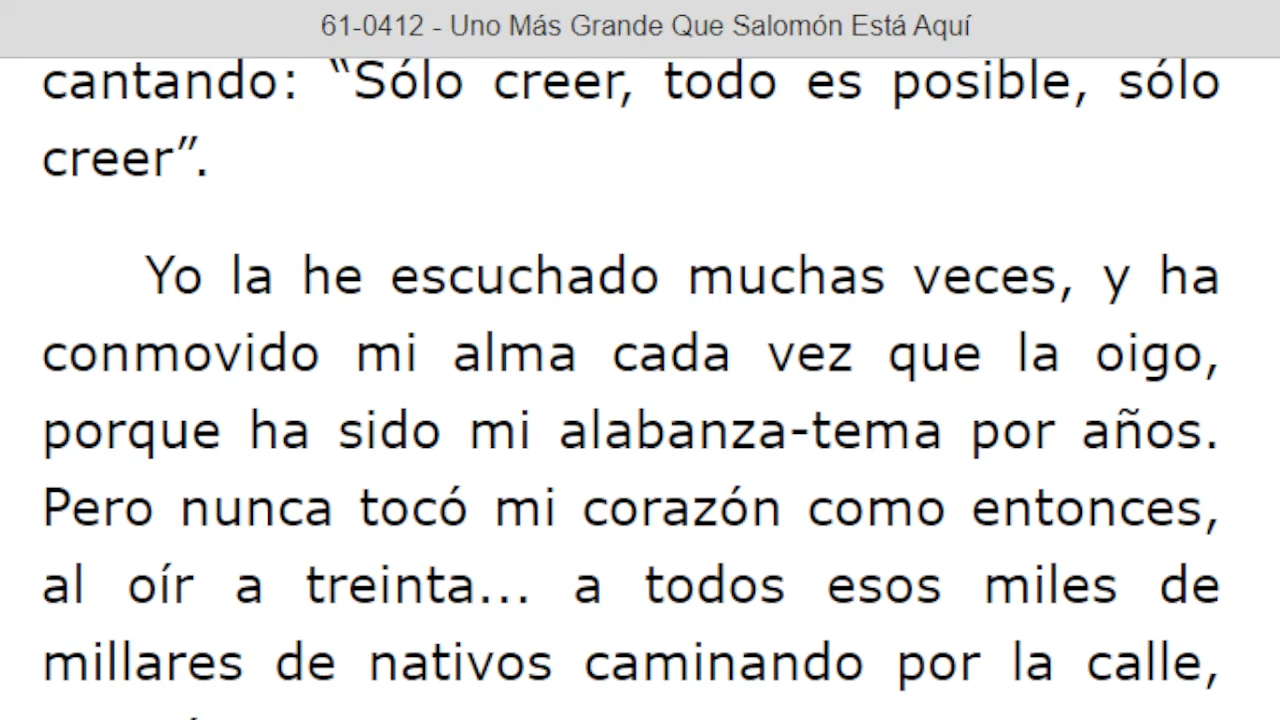 61-0412 - Uno Más Grande Que Salomón Está Aquí
cantando: “Sólo creer, todo es posible, sólo
creer”.
Yo la he escuchado muchas veces, y ha
conmovido mi alma cada vez que la oigo,
porque ha sido mi alabanza-tema por años.
Pero nunca tocó mi corazón como entonces,
al oír a treinta... a todos esos miles de
millares de nativos caminando por la calle,